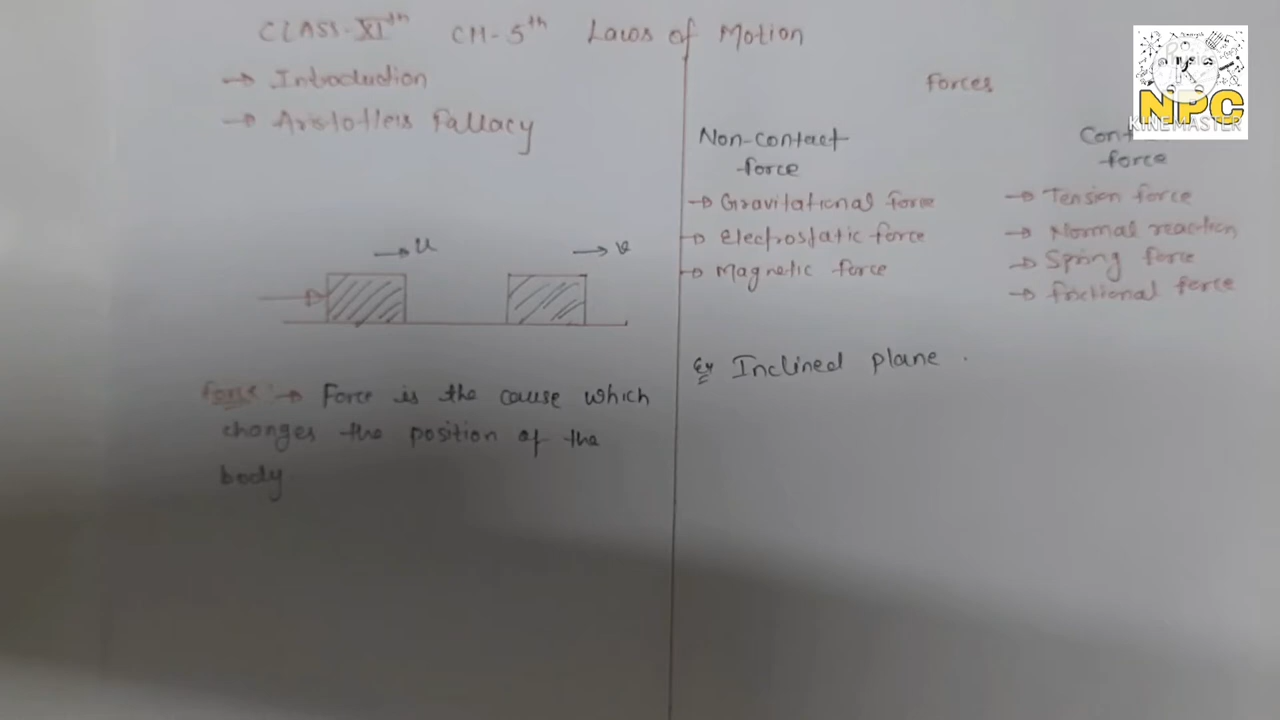 CLASS-XIth CH-5th Laws of Motion
→ Introduction
→ Aristotle's Fallacy
→ u
→ v
Force :→ Force is the cause which
changes the position of the
body
Forces
Non-contact
force
→ Gravitational force
→ Electrostatic force
→ Magnetic force
force
→ Tension force
→ Normal reaction
→ Spring force
→ frictional force
Ex Inclined plane .
Physics
NPC
KINEMASTER